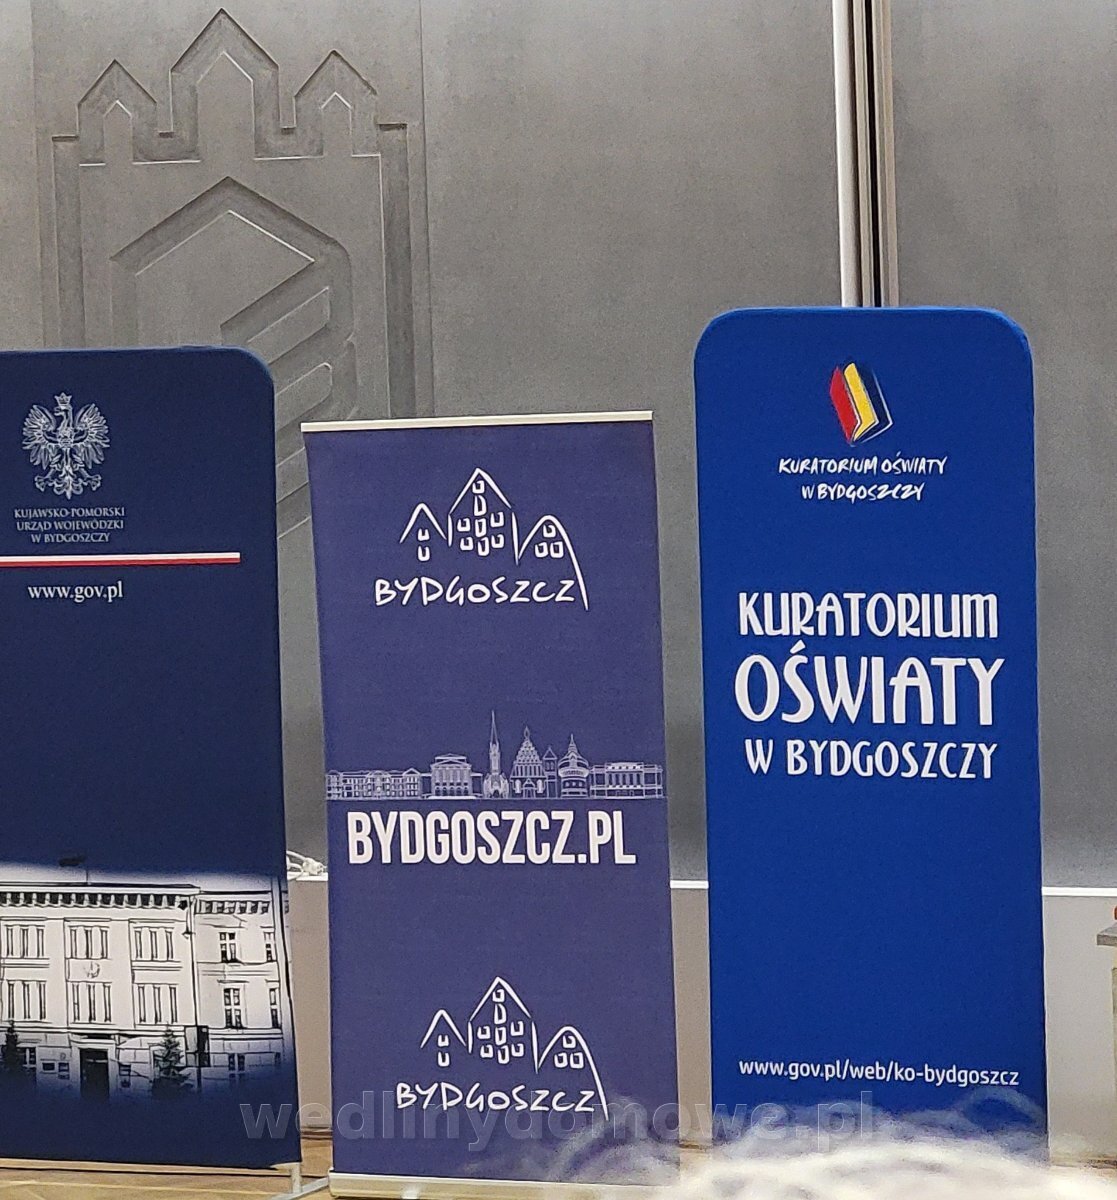 KUJAWSKO-POMORSKI
URZĄD WOJEWÓDZKI
W BYDGOSZCZY
www.gov.pl
BYDGOSZCZ
BYDGOSZCZ.PL
BYDGOSZCZ
KURATORIUM OŚWIATY
W BYDGOSZCZY
KURATORIUM
OŚWIATY
W BYDGOSZCZY
www.gov.pl/web/ko-bydgoszcz
wedlinydomowe.pl